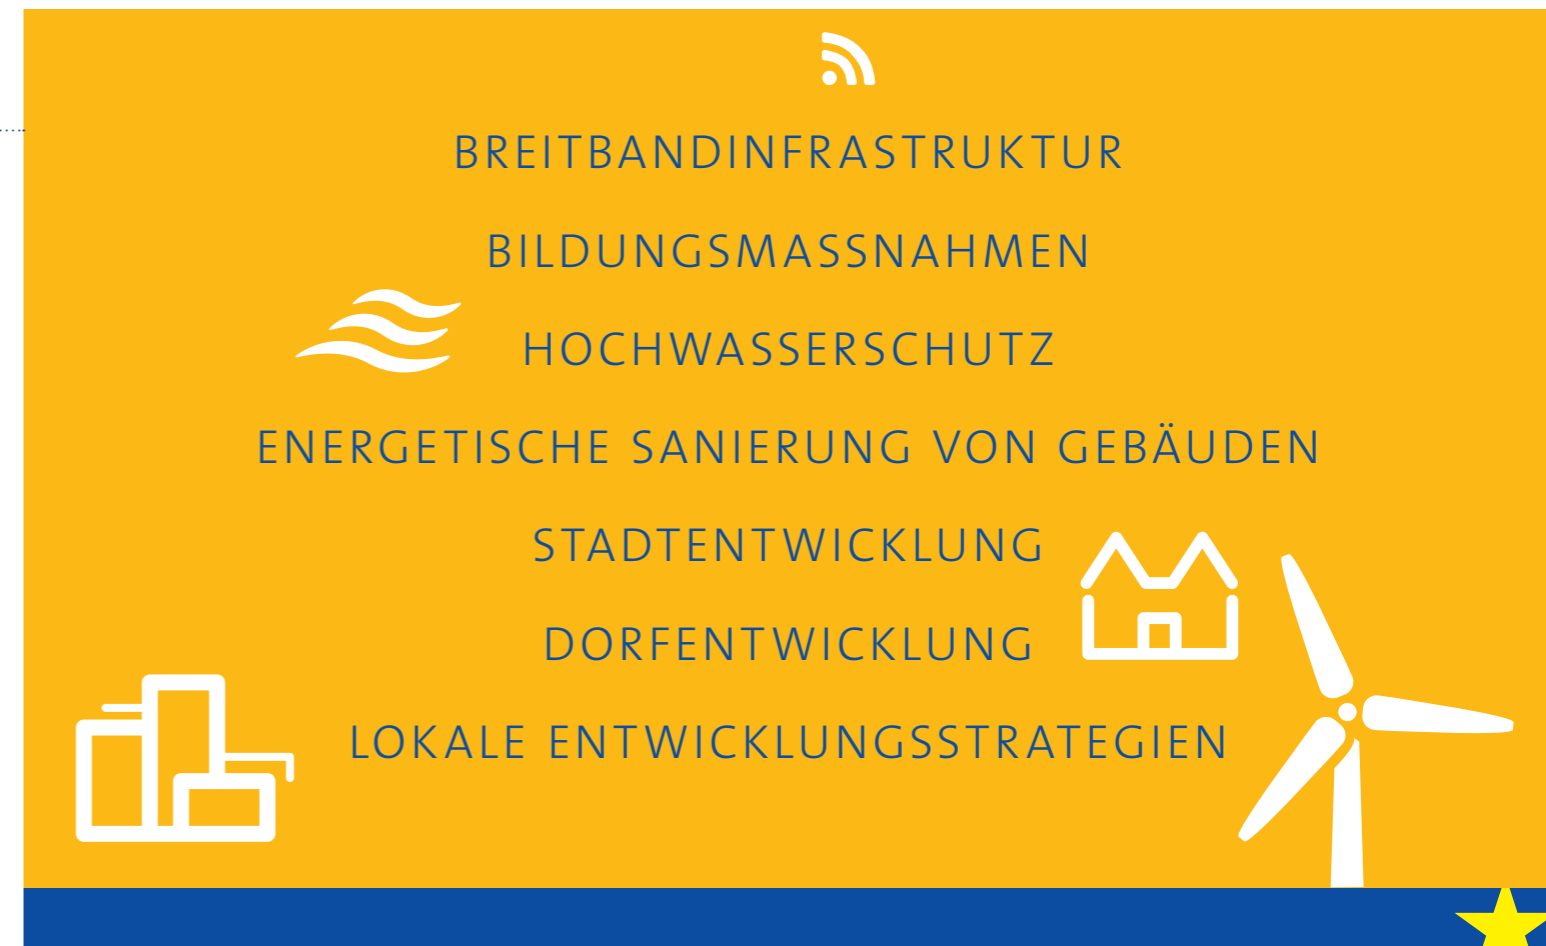 BREITBANDINFRASTRUKTUR
BILDUNGSMASSNAHMEN
HOCHWASSERSCHUTZ
ENERGETISCHE SANIERUNG VON GEBÄUDEN
STADTENTWICKLUNG
DORFENTWICKLUNG
LOKALE ENTWICKLUNGSSTRATEGIEN